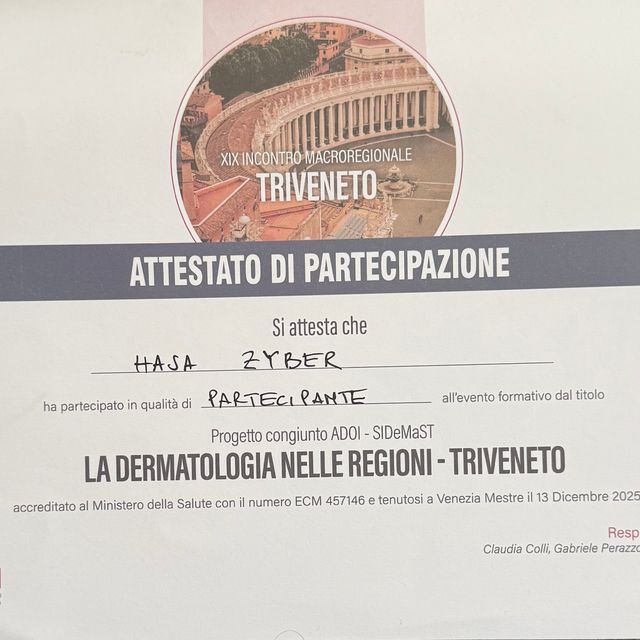 XIX INCONTRO MACROREGIONALE
TRIVENETO
ATTESTATO DI PARTECIPAZIONE
Si attesta che
HASA ZYBER
ha partecipato in qualità di PARTECIPANTE all'evento formativo dal titolo
Progetto congiunto ADOI - SIDeMaST
LA DERMATOLOGIA NELLE REGIONI - TRIVENETO
accreditato al Ministero della Salute con il numero ECM 457146 e tenutosi a Venezia Mestre il 13 Dicembre 2025
Resp
Claudia Colli, Gabriele Perazzo